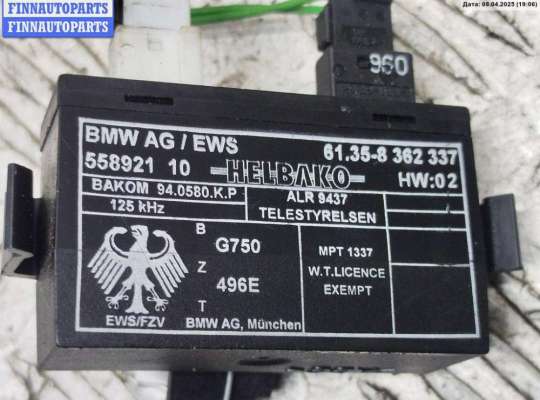 FINNAUTOPARTS
FINNAUTOPARTS
Дата: 08.04.2025 (19:06)
960
BMW AG / EWS
61.35-8 362 337
558921 10
HELBAKO
HW:02
BAKOM 94.0580.K.P
125 kHz
ALR 9437
TELESTYRELSEN
B
Z
T
G750
496E
MPT 1337
W.T.LICENCE
EXEMPT
EWS/FZV
BMW AG, München